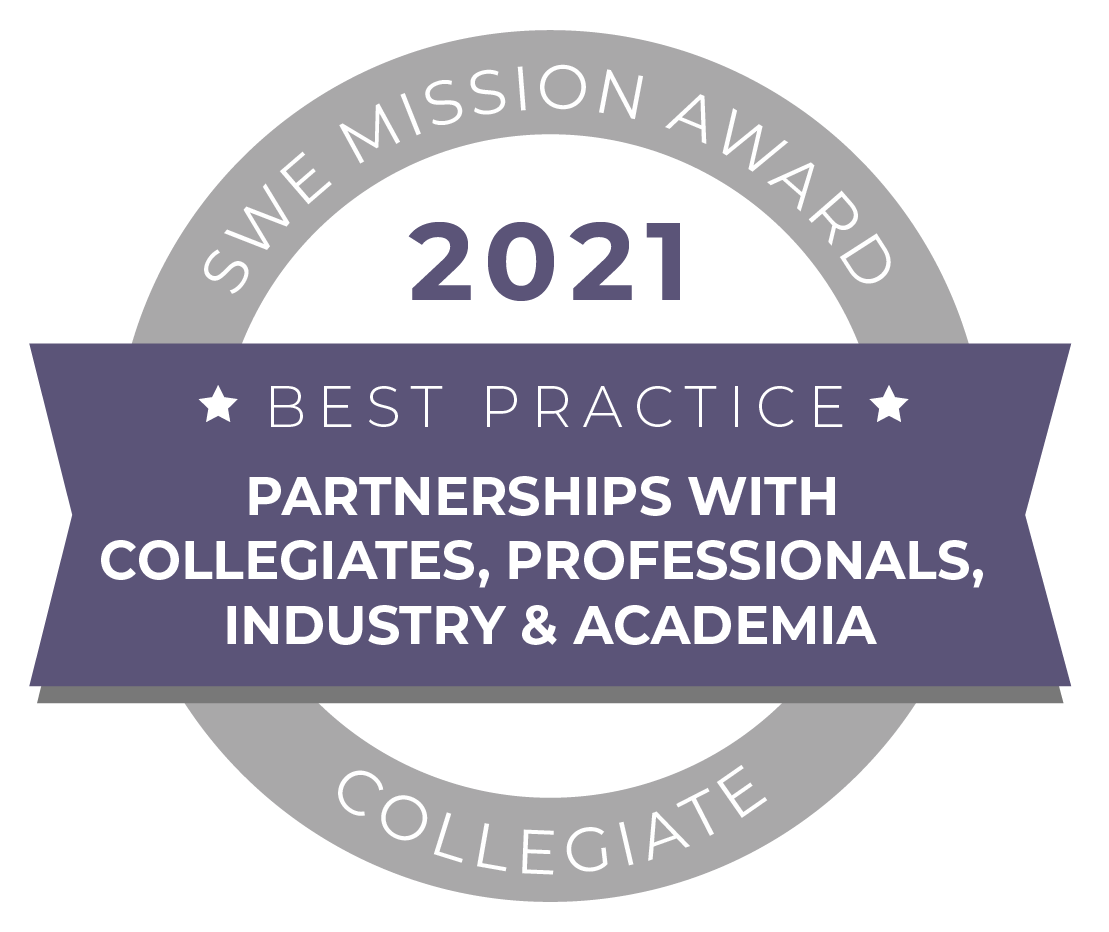 SWE MISSION AWARD
2021
BEST PRACTICE
PARTNERSHIPS WITH
COLLEGIATES, PROFESSIONALS,
INDUSTRY & ACADEMIA
COLLEGIATE